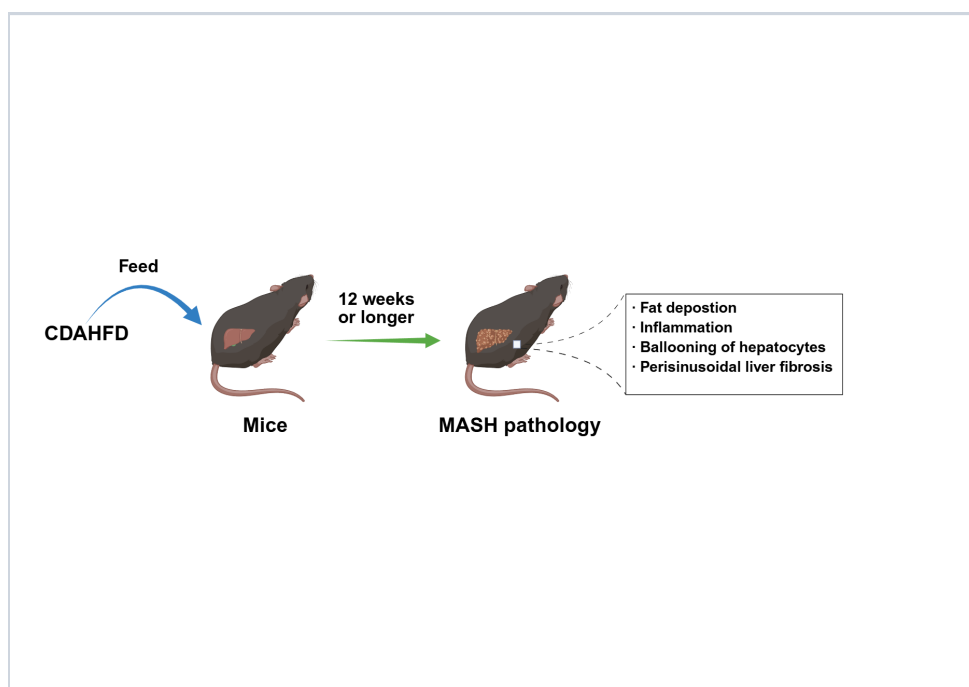 Feed
CDAHFD
Mice
12 weeks
or longer
MASH pathology
· Fat depostion
· Inflammation
· Ballooning of hepatocytes
· Perisinusoidal liver fibrosis